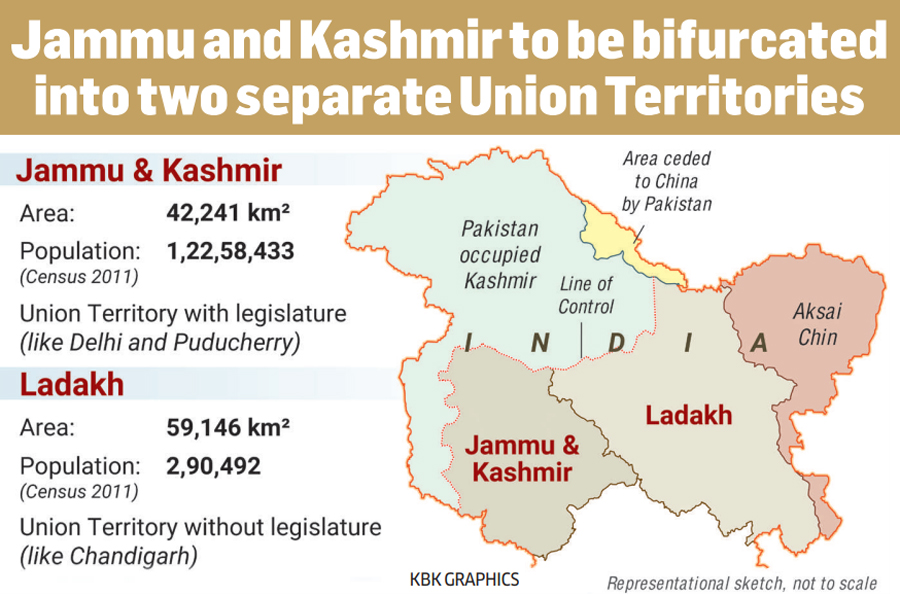 Jammu and Kashmir to be bifurcated
into two separate Union Territories
Jammu & Kashmir
Area: 42,241 km²
Population: 1,22,58,433
(Census 2011)
Union Territory with legislature
(like Delhi and Puducherry)
Ladakh
Area: 59,146 km²
Population: 2,90,492
(Census 2011)
Union Territory without legislature
(like Chandigarh)
Area ceded
to China
by Pakistan
Pakistan
occupied
Kashmir
Line of
Control
Aksai
Chin
I N D I A
Ladakh
Jammu &
Kashmir
KBK GRAPHICS
Representational sketch, not to scale